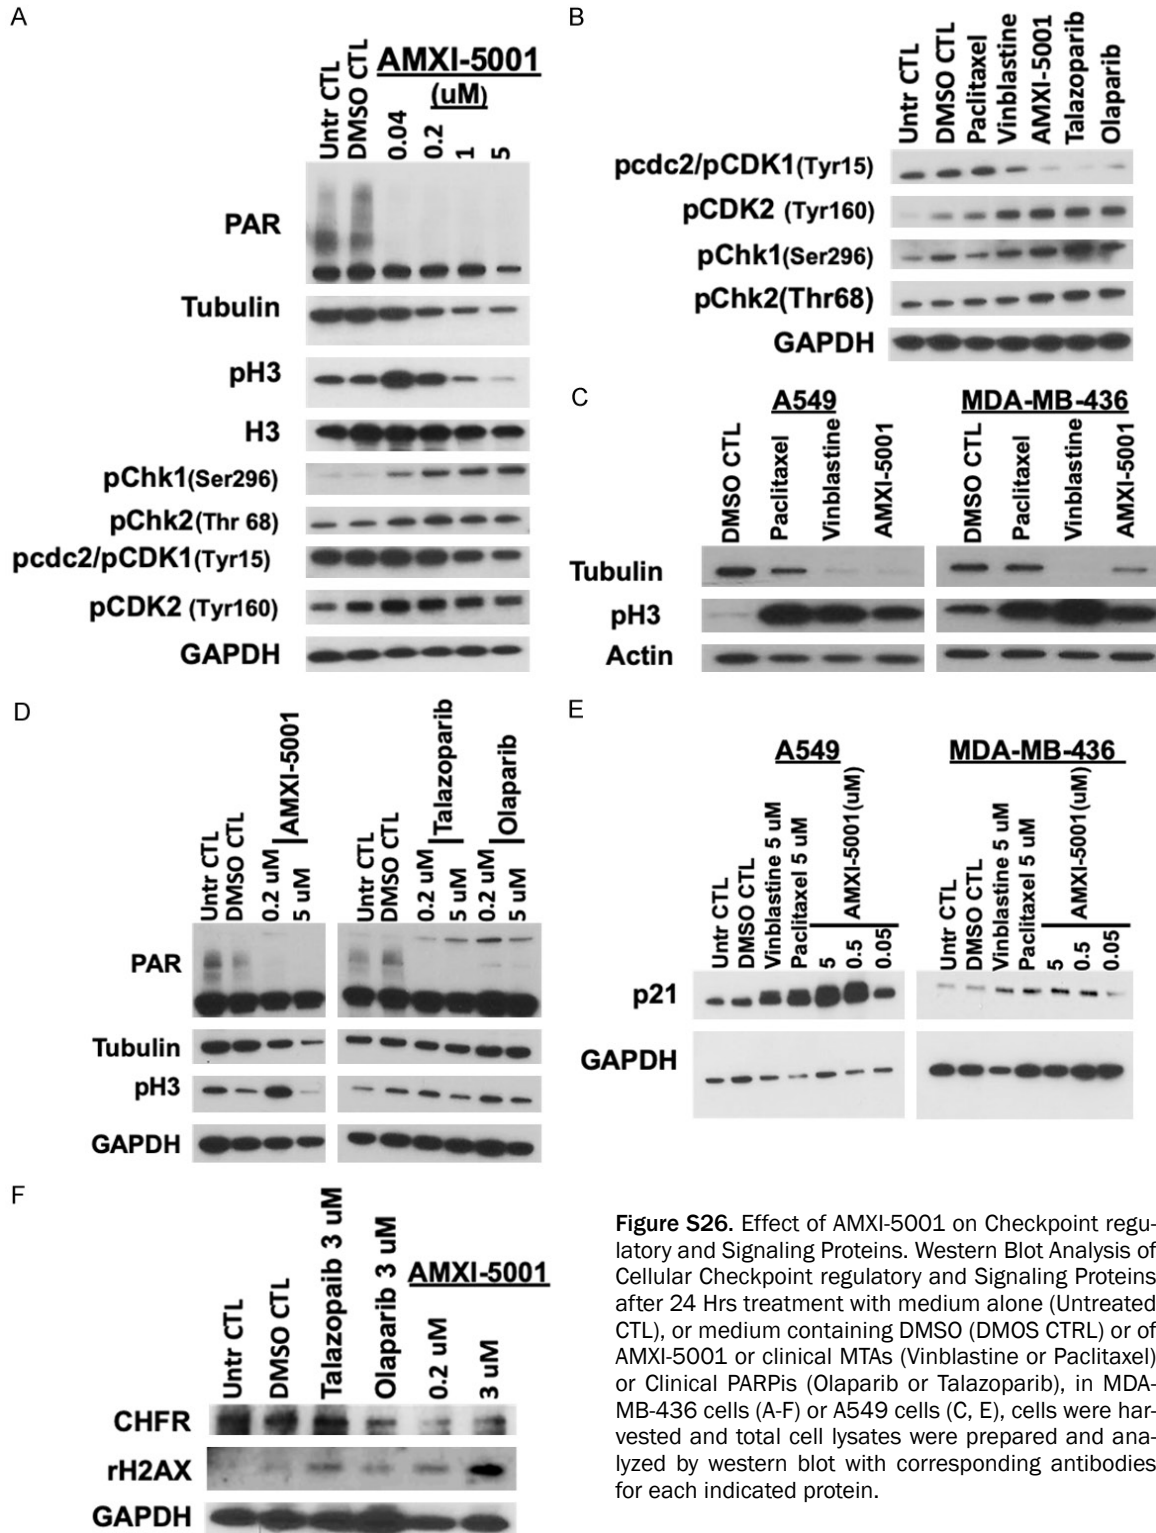 A
AMXI-5001
(uM)
Untr CTL
DMSO CTL
0.04
0.2
1
5
PAR
Tubulin
pH3
H3
pChk1(Ser296)
pChk2(Thr 68)
pcdc2/pCDK1(Tyr15)
pCDK2 (Tyr160)
GAPDH
B
Untr CTL
DMSO CTL
Paclitaxel
Vinblastine
AMXI-5001
Talazoparib
Olaparib
pcdc2/pCDK1(Tyr15)
pCDK2 (Tyr160)
pChk1(Ser296)
pChk2(Thr68)
GAPDH
C
A549
MDA-MB-436
DMSO CTL
Paclitaxel
Vinblastine
AMXI-5001
DMSO CTL
Paclitaxel
Vinblastine
AMXI-5001
Tubulin
pH3
Actin
D
AMXI-5001
Talazoparib
Olaparib
Untr CTL
DMSO CTL
0.2 uM
5 uM
Untr CTL
DMSO CTL
0.2 uM
5 uM
0.2 uM
5 uM
PAR
Tubulin
pH3
GAPDH
E
A549
MDA-MB-436
Untr CTL
DMSO CTL
Vinblastine 5 uM
Paclitaxel 5 uM
AMXI-5001(uM)
5
0.5
0.05
Untr CTL
DMSO CTL
Vinblastine 5 uM
Paclitaxel 5 uM
AMXI-5001(uM)
5
0.5
0.05
p21
GAPDH
F
Untr CTL
DMSO CTL
Talazopaib 3 uM
Olaparib 3 uM
AMXI-5001
0.2 uM
3 uM
CHFR
rH2AX
GAPDH
Figure S26. Effect of AMXI-5001 on Checkpoint regu-
latory and Signaling Proteins. Western Blot Analysis of
Cellular Checkpoint regulatory and Signaling Proteins
after 24 Hrs treatment with medium alone (Untreated
CTL), or medium containing DMSO (DMOS CTRL) or of
AMXI-5001 or clinical MTAs (Vinblastine or Paclitaxel)
or Clinical PARPis (Olaparib or Talazoparib), in MDA-
MB-436 cells (A-F) or A549 cells (C, E), cells were har-
vested and total cell lysates were prepared and ana-
lyzed by western blot with corresponding antibodies
for each indicated protein.